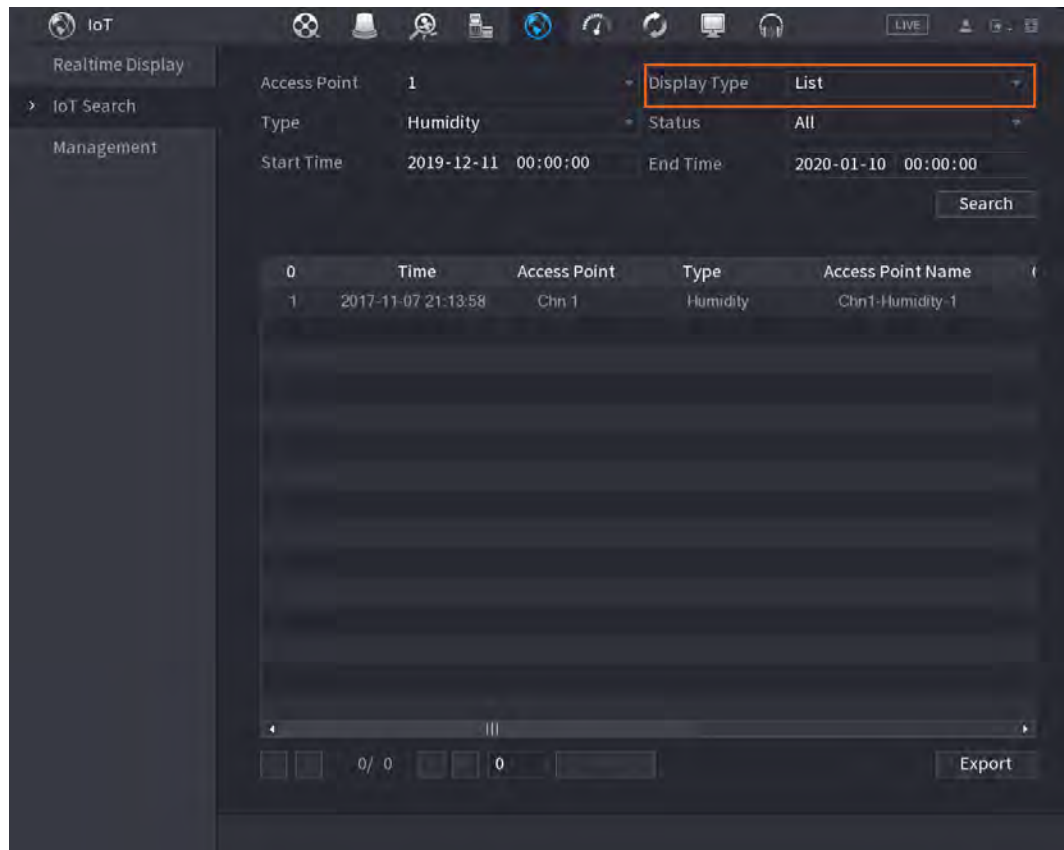 IoT
LIVE
Realtime Display
IoT Search
Management
Access Point 1 Display Type List
Type Humidity Status All
Start Time 2019-12-11 00:00:00 End Time 2020-01-10 00:00:00
Search
0 Time Access Point Type Access Point Name
1 2017-11-07 21:13:58 Chn 1 Humidity Chn1-Humidity-1
0/ 0 0
Export